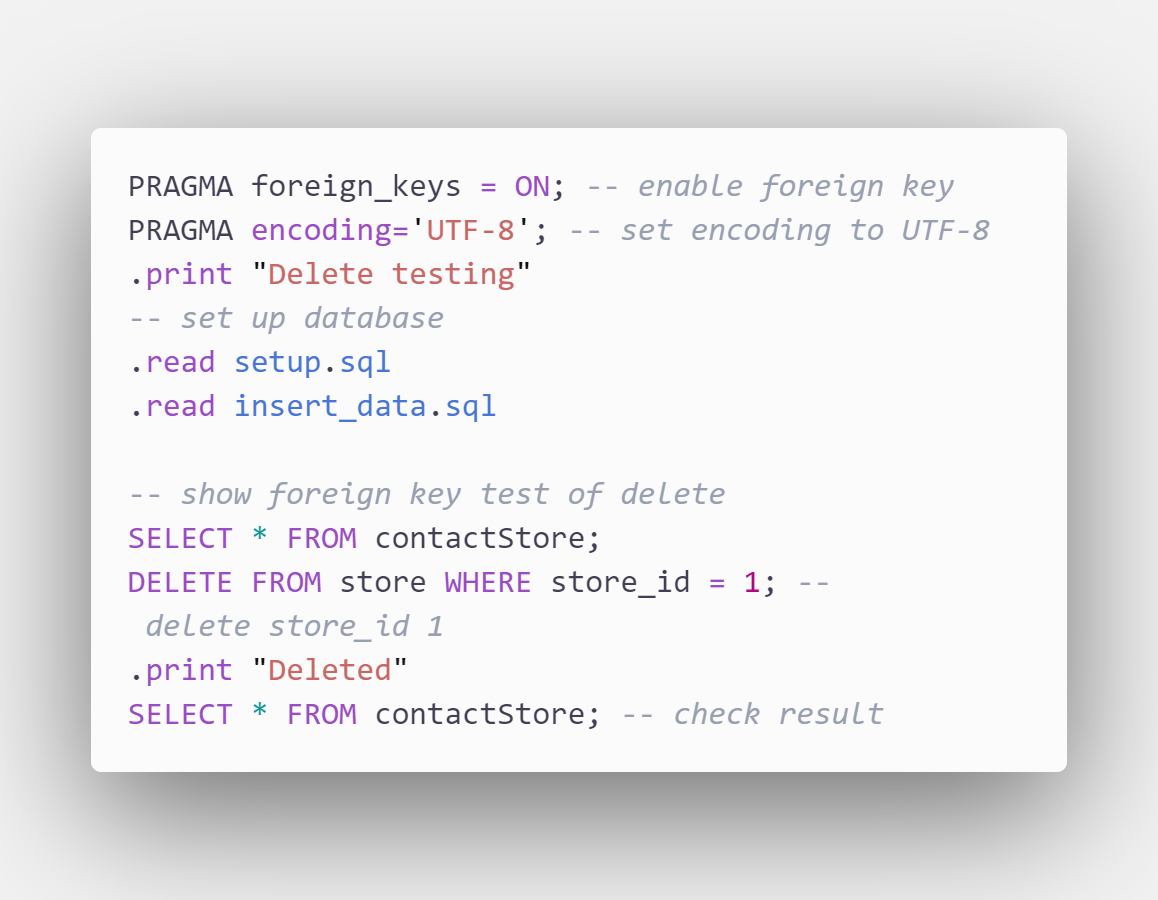 PRAGMA foreign_keys = ON; -- enable foreign key
PRAGMA encoding='UTF-8'; -- set encoding to UTF-8
.print "Delete testing"
-- set up database
.read setup.sql
.read insert_data.sql
-- show foreign key test of delete
SELECT * FROM contactStore;
DELETE FROM store WHERE store_id = 1; --
 delete store_id 1
.print "Deleted"
SELECT * FROM contactStore; -- check result